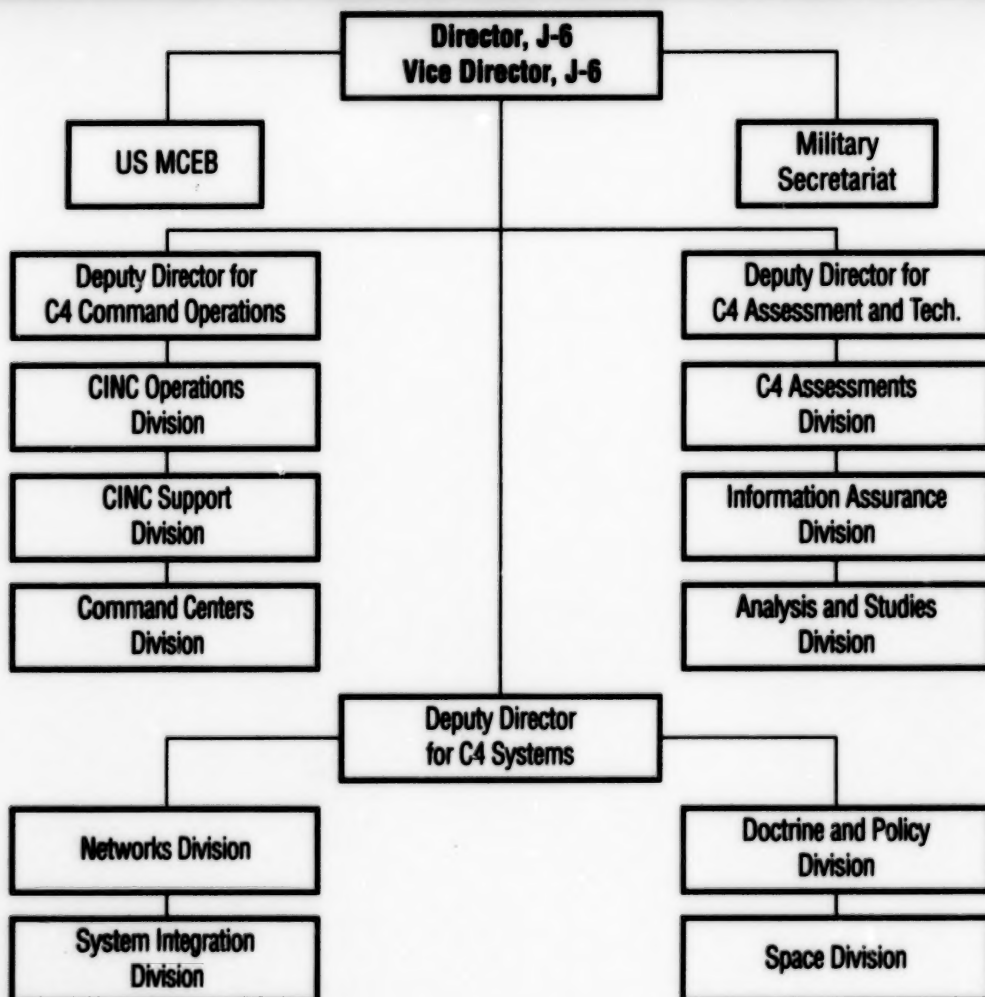 Director, J-6
Vice Director, J-6
US MCEB
Military
Secretariat
Deputy Director for
C4 Command Operations
Deputy Director for
C4 Assessment and Tech.
CINC Operations
Division
C4 Assessments
Division
CINC Support
Division
Information Assurance
Division
Command Centers
Division
Analysis and Studies
Division
Deputy Director
for C4 Systems
Networks Division
Doctrine and Policy
Division
System Integration
Division
Space Division